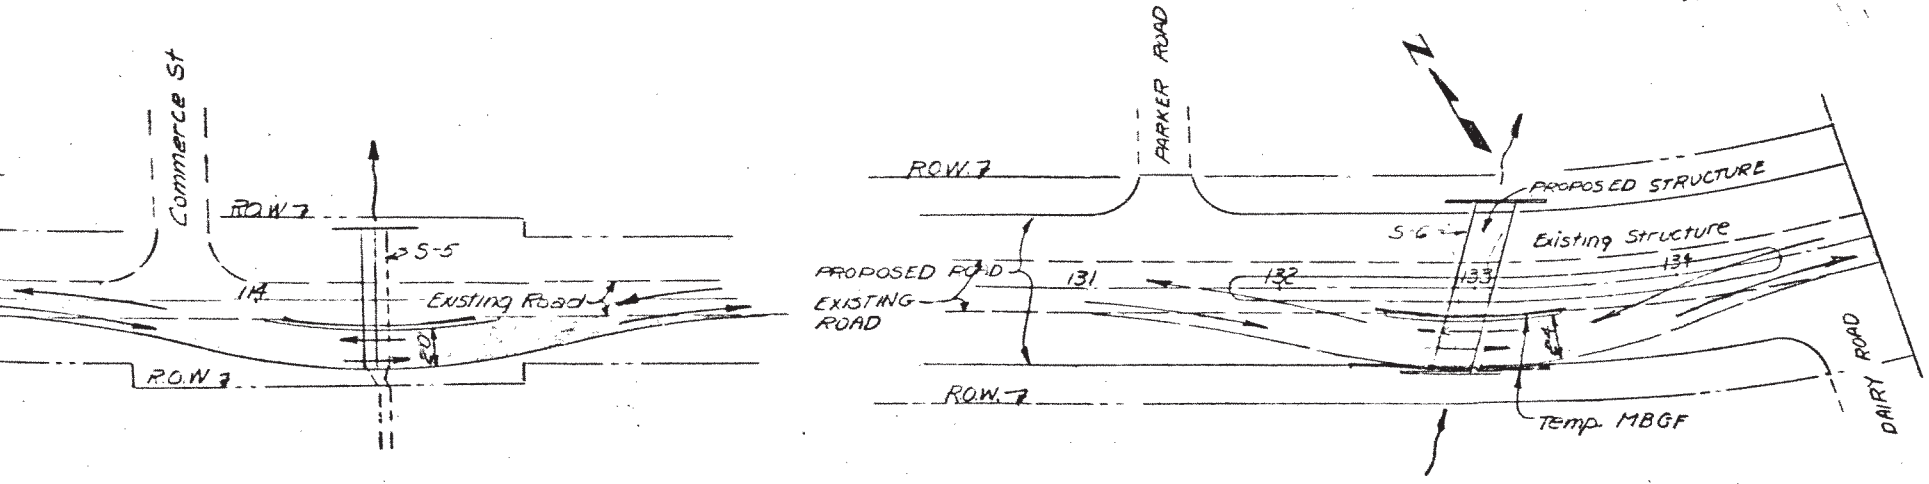 Commerce St
R.O.W
S-5
114
Existing Road
20
R.O.W
PARKER ROAD
N
R.O.W.
PROPOSED STRUCTURE
S-6
Existing Structure
PROPOSED ROAD
131
132
133
134
EXISTING
ROAD
24
R.O.W.
Temp. MBGF
DAIRY ROAD